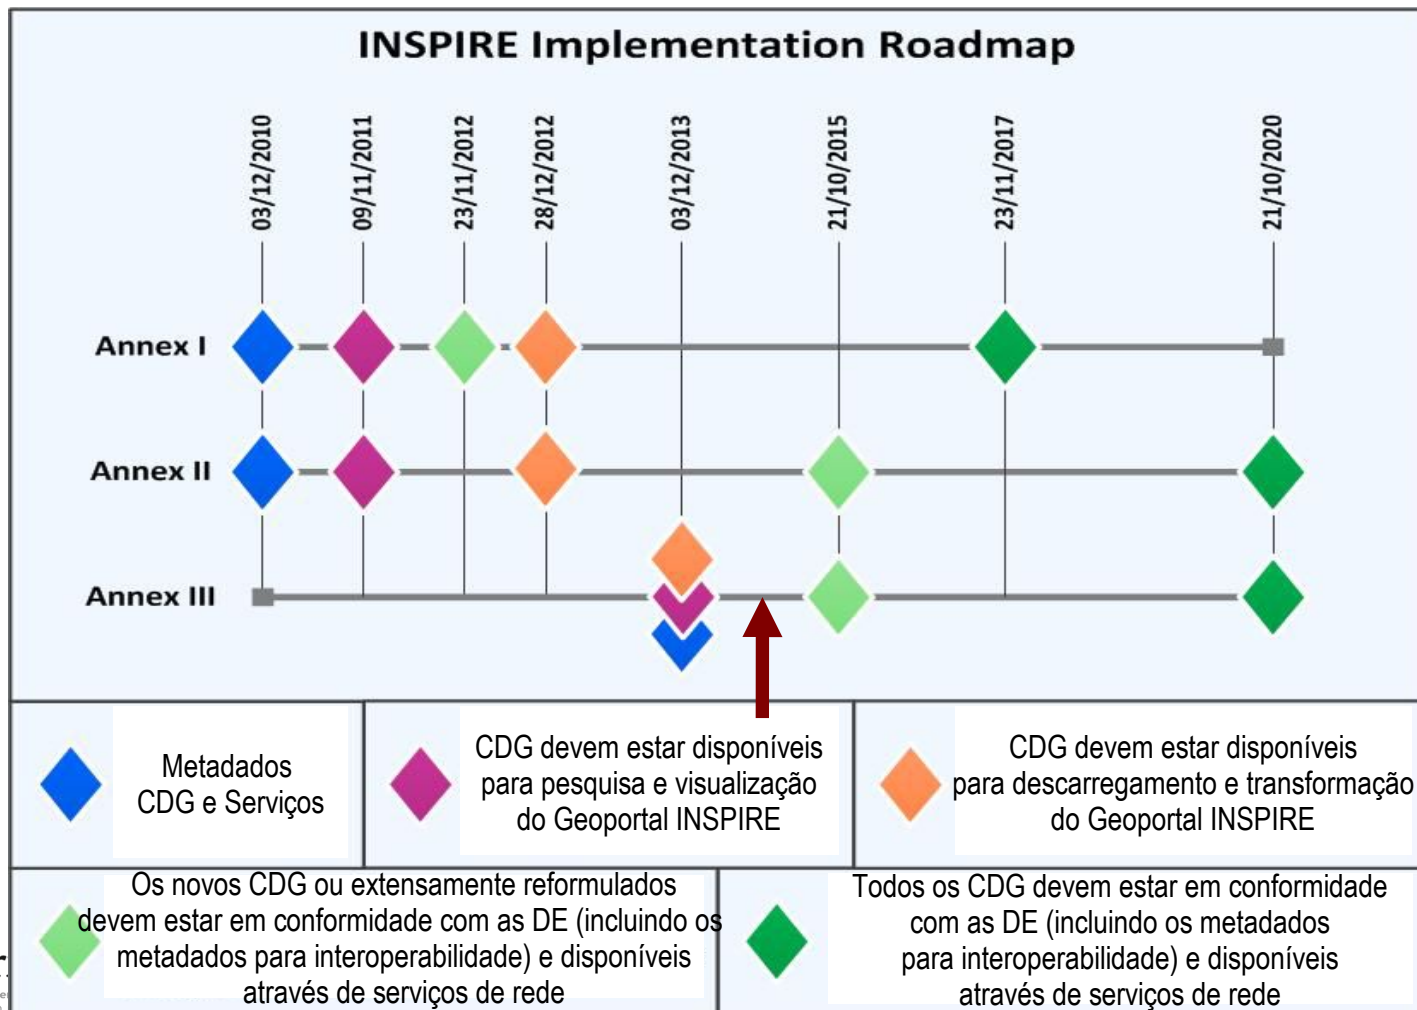 INSPIRE Implementation Roadmap
03/12/2010
09/11/2011
23/11/2012
28/12/2012
03/12/2013
21/10/2015
23/11/2017
21/10/2020
Annex I
Annex II
Annex III
Metadados
CDG e Serviços
CDG devem estar disponíveis
para pesquisa e visualização
do Geoportal INSPIRE
CDG devem estar disponíveis
para descarregamento e transformação
do Geoportal INSPIRE
Os novos CDG ou extensamente reformulados
devem estar em conformidade com as DE (incluindo os
metadados para interoperabilidade) e disponíveis
através de serviços de rede
Todos os CDG devem estar em conformidade
com as DE (incluindo os metadados
para interoperabilidade) e disponíveis
através de serviços de rede